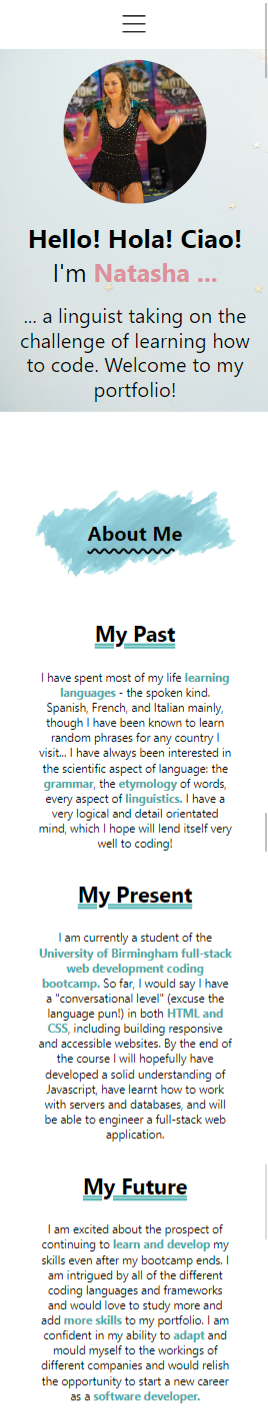 Hello! Hola! Ciao!
I'm Natasha ...
... a linguist taking on the
challenge of learning how
to code. Welcome to my
portfolio!
About Me
My Past
I have spent most of my life learning
languages - the spoken kind.
Spanish, French, and Italian mainly,
though I have been known to learn
random phrases for any country I
visit... I have always been interested in
the scientific aspect of language: the
grammar, the etymology of words,
every aspect of linguistics. I have a
very logical and detail orientated
mind, which I hope will lend itself very
well to coding!
My Present
I am currently a student of the
University of Birmingham full-stack
web development coding
bootcamp. So far, I would say I have
a "conversational level" (excuse the
language pun!) in both HTML and
CSS, including building responsive
and accessible websites. By the end of
the course I will hopefully have
developed a solid understanding of
Javascript, have learnt how to work
with servers and databases, and will
be able to engineer a full-stack web
application.
My Future
I am excited about the prospect of
continuing to learn and develop my
skills even after my bootcamp ends. I
am intrigued by all of the different
coding languages and frameworks
and would love to study more and
add more skills to my portfolio. I am
confident in my ability to adapt and
mould myself to the workings of
different companies and would relish
the opportunity to start a new career
as a software developer.